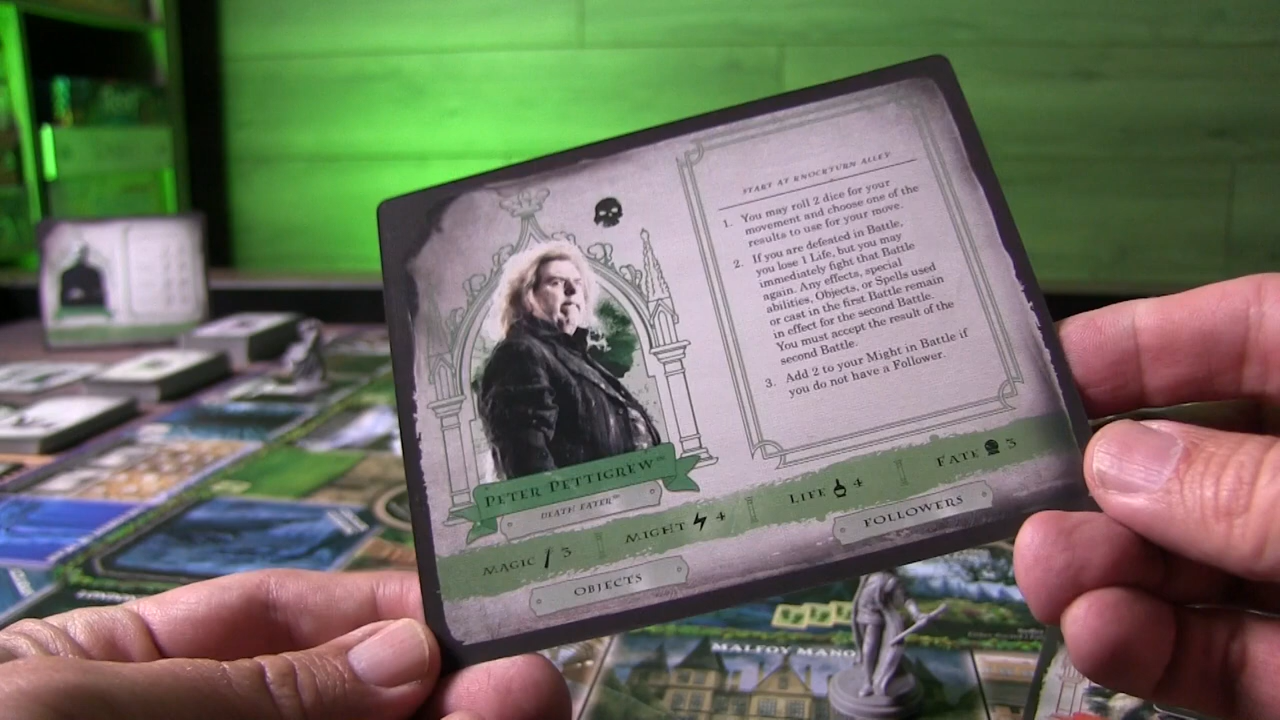 START AT KNOCKTURN ALLEY
1. You may roll 2 dice for your
movement and choose one of the
results to use for your move.
2. If you are defeated in Battle,
you lose 1 Life, but you may
immediately fight that Battle
again. Any effects, special
abilities, Objects, or Spells used
or cast in the first Battle remain
in effect for the second Battle.
You must accept the result of the
second Battle.
3. Add 2 to your Might in Battle if
you do not have a Follower.
PETER PETTIGREW™
DEATH EATER™
MAGIC 3
MIGHT 4
LIFE 4
FATE 3
OBJECTS
FOLLOWERS
MALFOY MANO